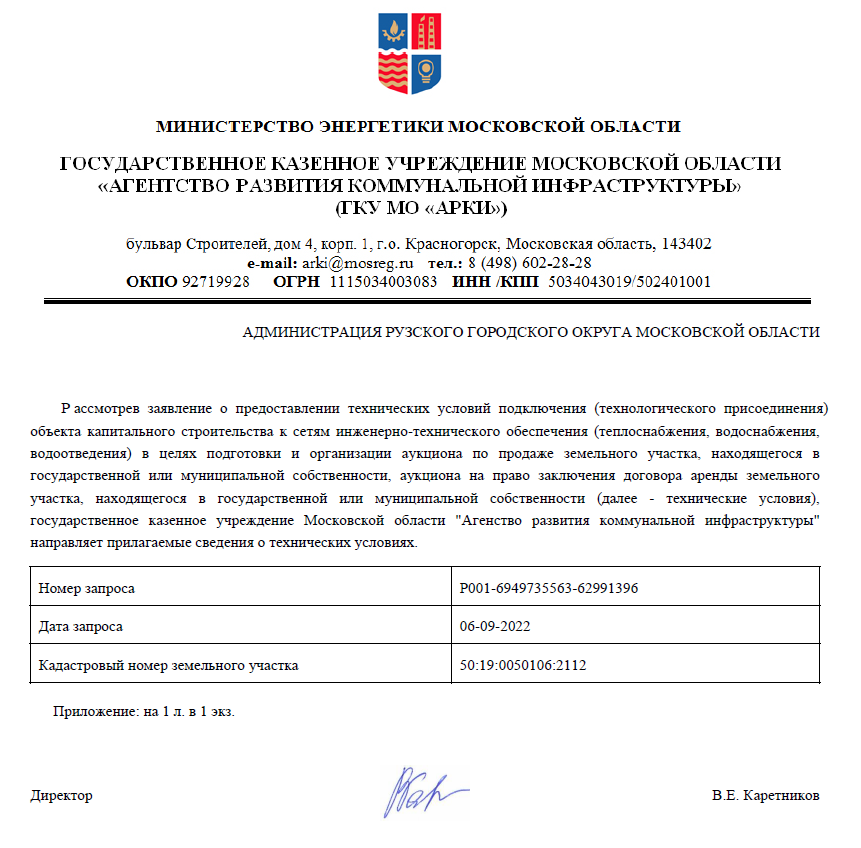 МИНИСТЕРСТВО ЭНЕРГЕТИКИ МОСКОВСКОЙ ОБЛАСТИ
ГОСУДАРСТВЕННОЕ КАЗЕННОЕ УЧРЕЖДЕНИЕ МОСКОВСКОЙ ОБЛАСТИ
«АГЕНТСТВО РАЗВИТИЯ КОММУНАЛЬНОЙ ИНФРАСТРУКТУРЫ»
(ГКУ МО «АРКИ»)
бульвар Строителей, дом 4, корп. 1, г.о. Красногорск, Московская область, 143402
e-mail: arki@mosreg.ru тел.: 8 (498) 602-28-28
ОКПО 92719928 ОГРН 1115034003083 ИНН /КПП 5034043019/502401001
АДМИНИСТРАЦИЯ РУЗСКОГО ГОРОДСКОГО ОКРУГА МОСКОВСКОЙ ОБЛАСТИ
Р ассмотрев заявление о предоставлении технических условий подключения (технологического присоединения)
объекта капитального строительства к сетям инженерно-технического обеспечения (теплоснабжения, водоснабжения,
водоотведения) в целях подготовки и организации аукциона по продаже земельного участка, находящегося в
государственной или муниципальной собственности, аукциона на право заключения договора аренды земельного
участка, находящегося в государственной или муниципальной собственности (далее - технические условия),
государственное казенное учреждение Московской области "Агенство развития коммунальной инфраструктуры"
направляет прилагаемые сведения о технических условиях.
Номер запроса P001-6949735563-62991396
Дата запроса 06-09-2022
Кадастровый номер земельного участка 50:19:0050106:2112
Приложение: на 1 л. в 1 экз.
Директор В.Е. Каретников